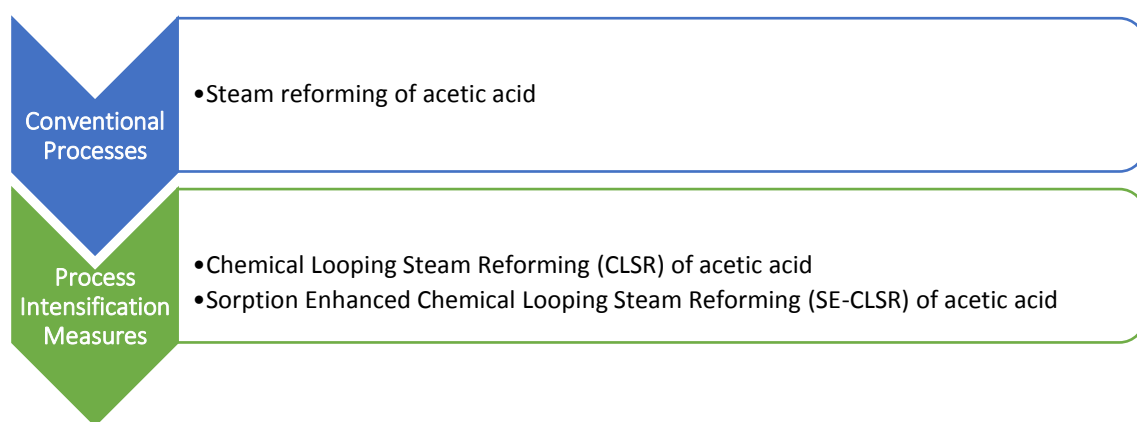 Conventional
Processes
•Steam reforming of acetic acid
Process
Intensification
Measures
•Chemical Looping Steam Reforming (CLSR) of acetic acid
•Sorption Enhanced Chemical Looping Steam Reforming (SE-CLSR) of acetic acid